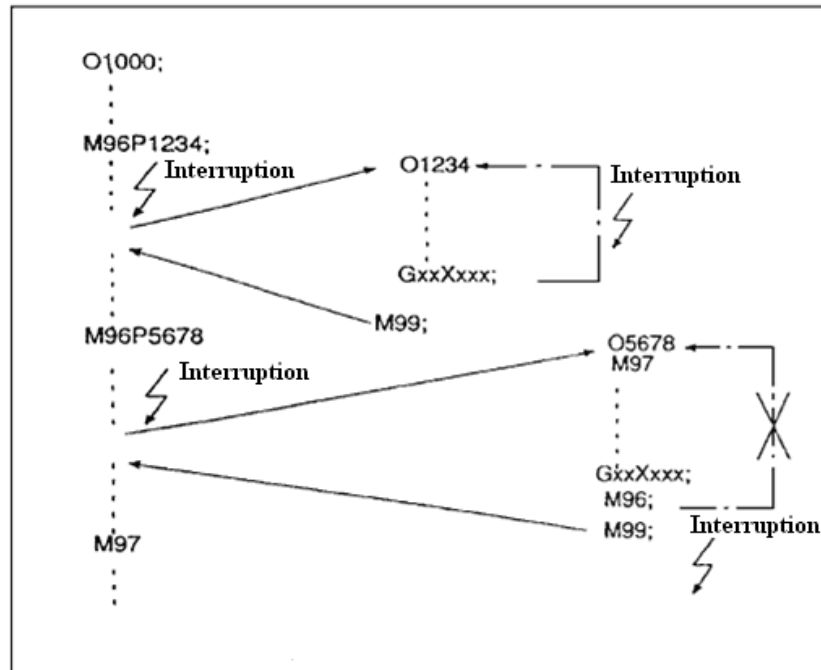 O1000;
M96P1234;
Interruption
O1234
Interruption
GxxXxxx;
M99;
M96P5678
O5678
M97
Interruption
GxxXxxx;
M96;
M99;
Interruption
M97